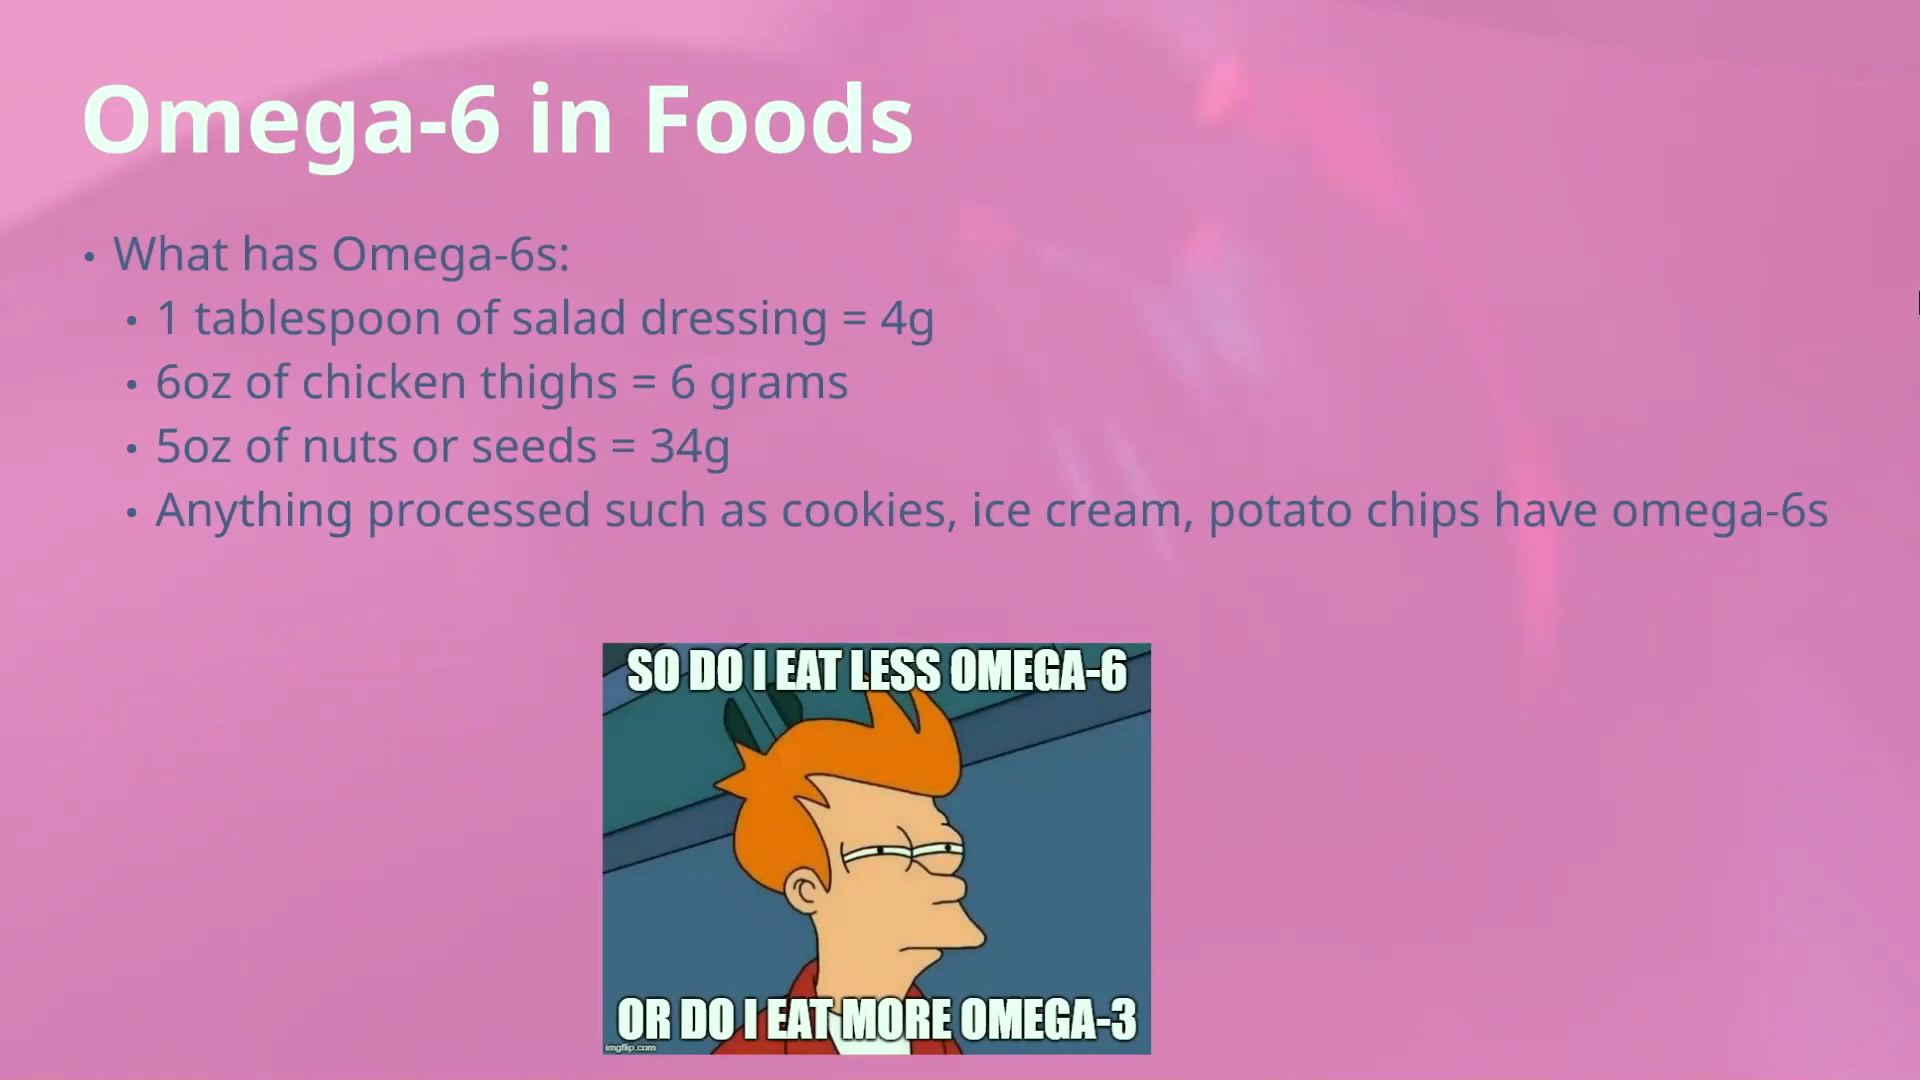 Omega-6 in Foods
• What has Omega-6s:
• 1 tablespoon of salad dressing = 4g
• 6oz of chicken thighs = 6 grams
• 5oz of nuts or seeds = 34g
• Anything processed such as cookies, ice cream, potato chips have omega-6s
SO DO I EAT LESS OMEGA-6
OR DO I EAT MORE OMEGA-3
imgflip.com